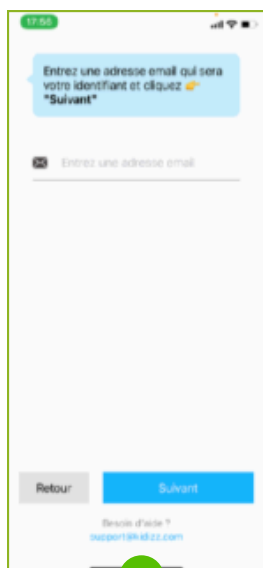 17:55
Entrez une adresse email qui sera
votre identifiant et cliquez 👉
"Suivant"
Entrez une adresse email
Retour
Suivant
Besoin d'aide ?
support@kidizz.com